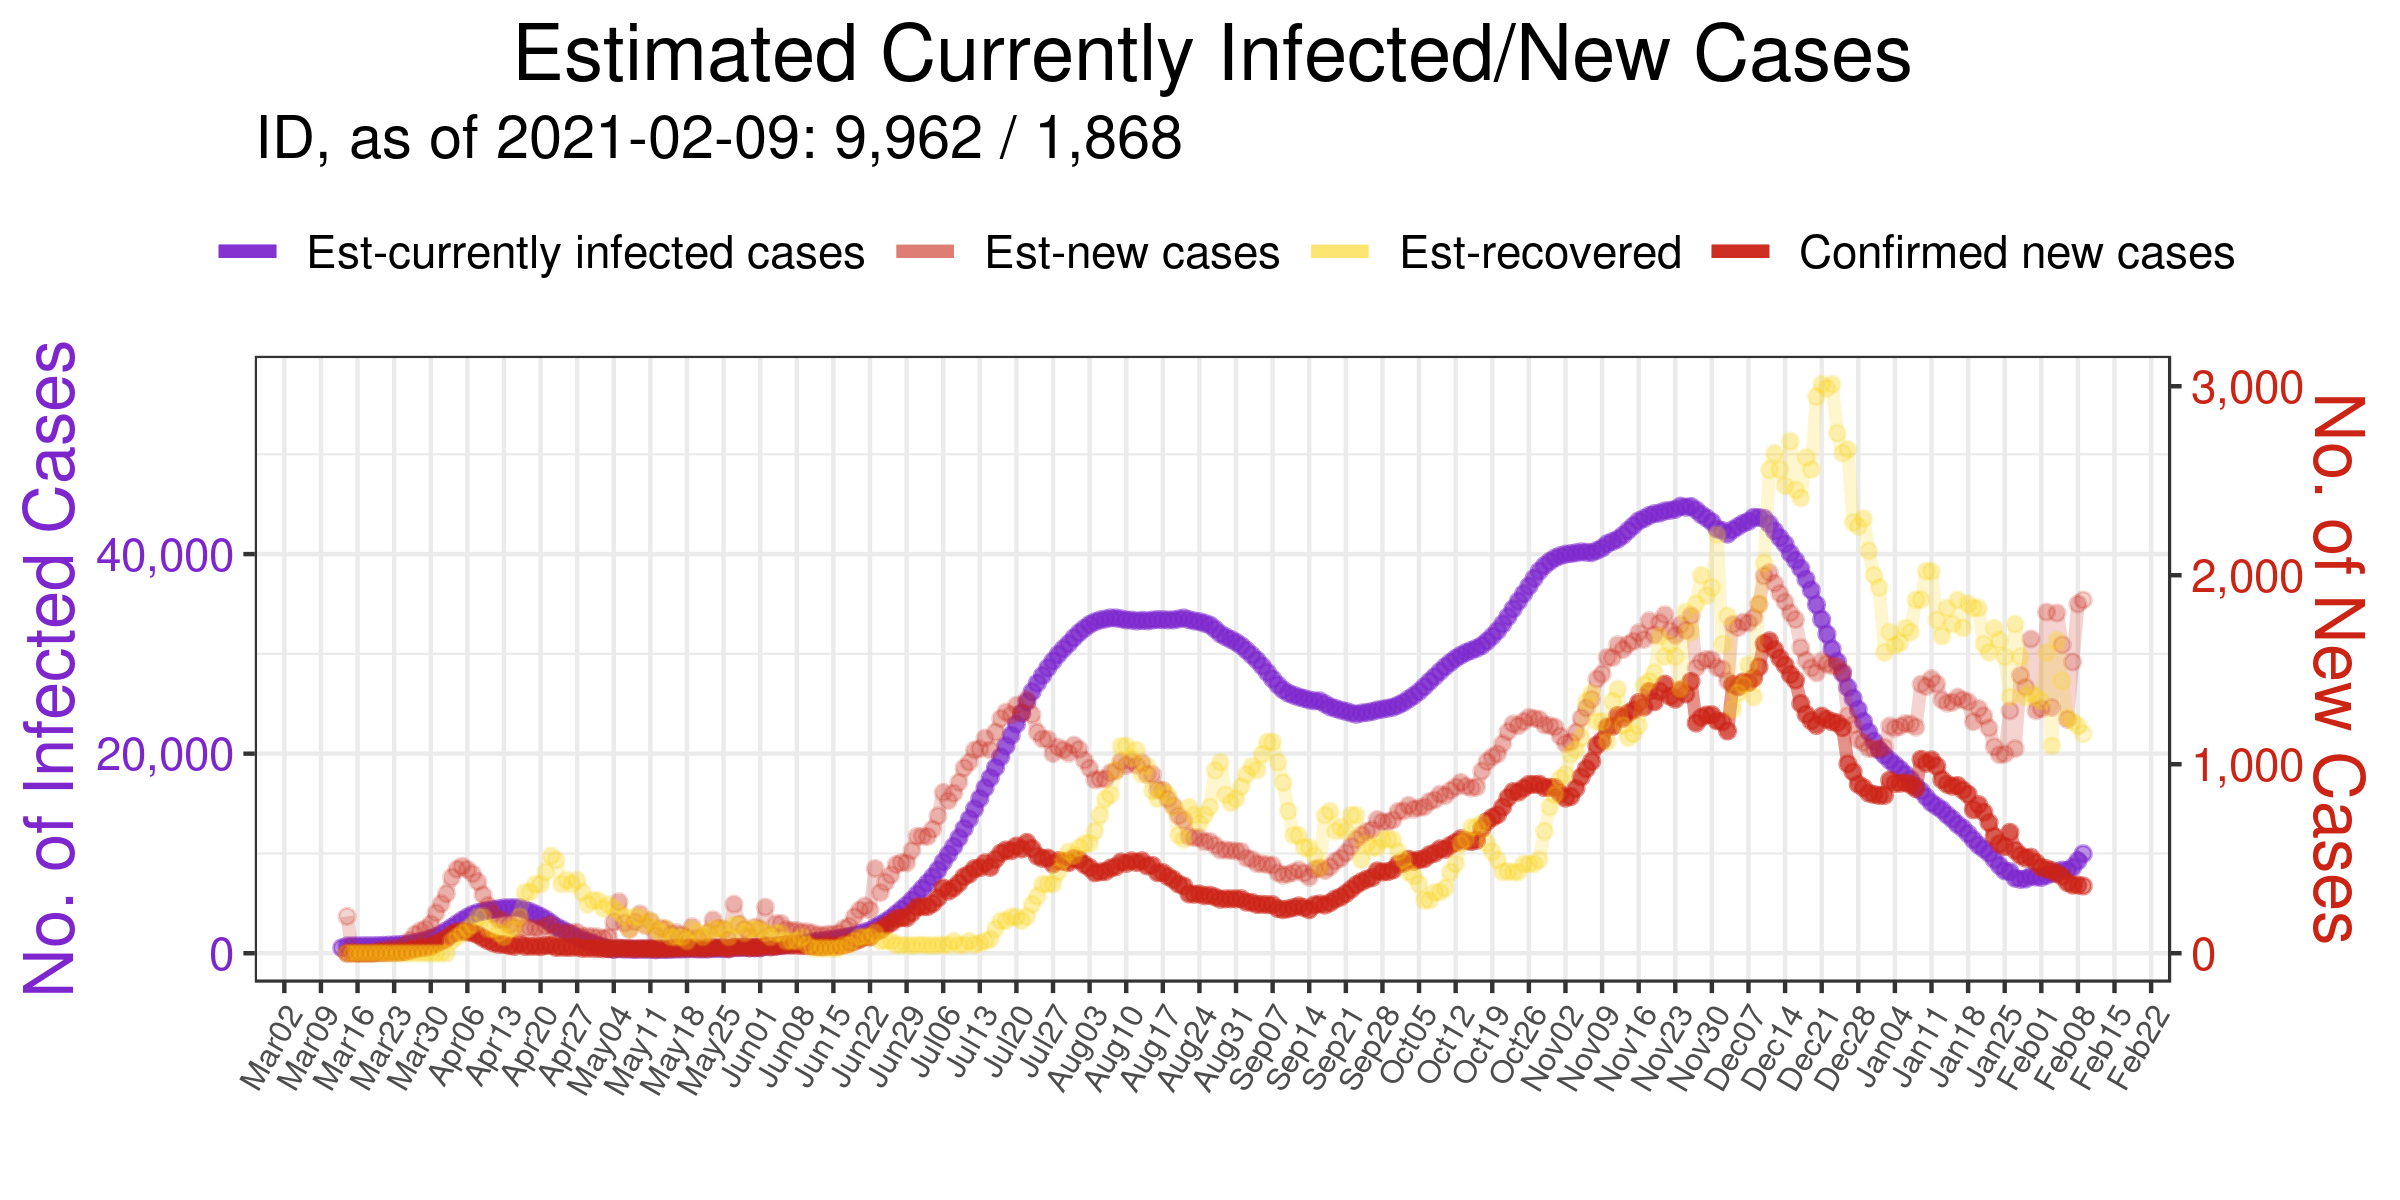 Estimated Currently Infected/New Cases
ID, as of 2021-02-09: 9,962 / 1,868
Est-currently infected cases Est-new cases Est-recovered Confirmed new cases
No. of Infected Cases
40,000
20,000
0
3,000
2,000
1,000
0
No. of New Cases
Mar02 Mar09 Mar16 Mar23 Mar30 Apr06 Apr13 Apr20 Apr27 May04 May11 May18 May25 Jun01 Jun08 Jun15 Jun22 Jun29 Jul06 Jul13 Jul20 Jul27 Aug03 Aug10 Aug17 Aug24 Aug31 Sep07 Sep14 Sep21 Sep28 Oct05 Oct12 Oct19 Oct26 Nov02 Nov09 Nov16 Nov23 Nov30 Dec07 Dec14 Dec21 Dec28 Jan04 Jan11 Jan18 Jan25 Feb01 Feb08 Feb15 Feb22